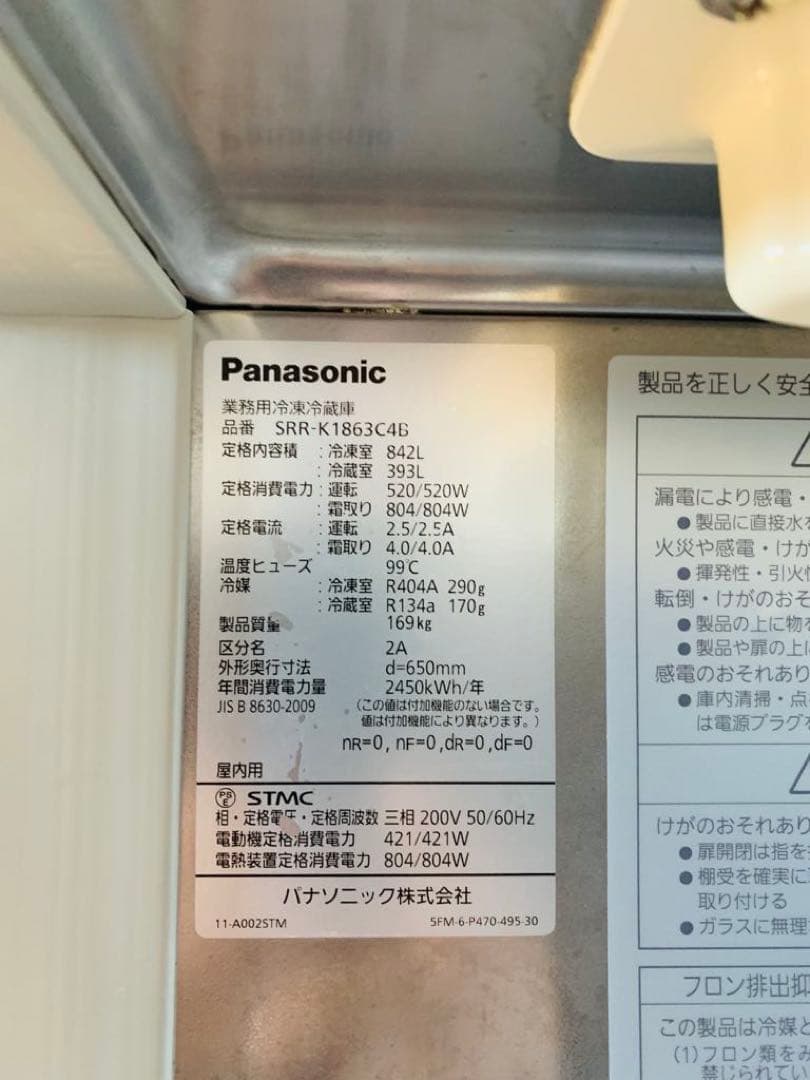 Panasonic
業務用冷凍冷蔵庫
品番 SRR-K1863C4B
定格内容積 :冷凍室 842L
:冷蔵室 393L
定格消費電力:運転 520/520W
:霜取り 804/804W
定格電流 :運転 2.5/2.5A
:霜取り 4.0/4.0A
温度ヒューズ 99℃
冷媒 :冷凍室 R404A 290g
:冷蔵室 R134a 170g
製品質量 169kg
区分名 2A
外形奥行寸法 d=650mm
年間消費電力量 2450kWh/年
JIS B 8630-2009 (この値は付加機能のない場合です。
値は付加機能により異なります。)
nR=0, nF=0,dR=0,dF=0
屋内用
PSE STMC
相・定格電圧・定格周波数 三相 200V 50/60Hz
電動機定格消費電力 421/421W
電熱装置定格消費電力 804/804W
パナソニック株式会社
11-A002STM 5FM-6-P470-495-30
製品を正しく安全
漏電により感電・
●製品に直接水を
火災や感電・けが
●揮発性・引火性
転倒・けがのおそ
●製品の上に物を
●製品や扉の上に
感電のおそれあり
●庫内清掃・点
は電源プラグを
けがのおそれあり
●扉開閉は指を
●棚受を確実に
取り付ける
●ガラスに無理
フロン排出抑
この製品は冷媒と
(1)フロン類をみ
禁じられてい